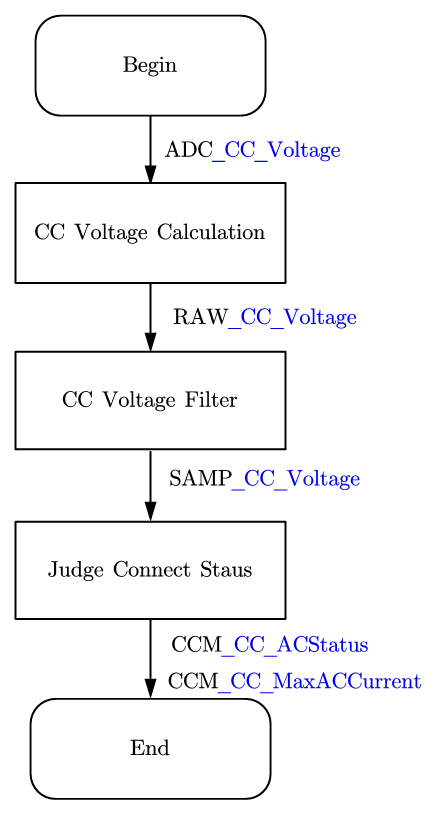 Begin
ADC_CC_Voltage
CC Voltage Calculation
RAW_CC_Voltage
CC Voltage Filter
SAMP_CC_Voltage
Judge Connect Staus
CCM_CC_ACStatus
CCM_CC_MaxACCurrent
End